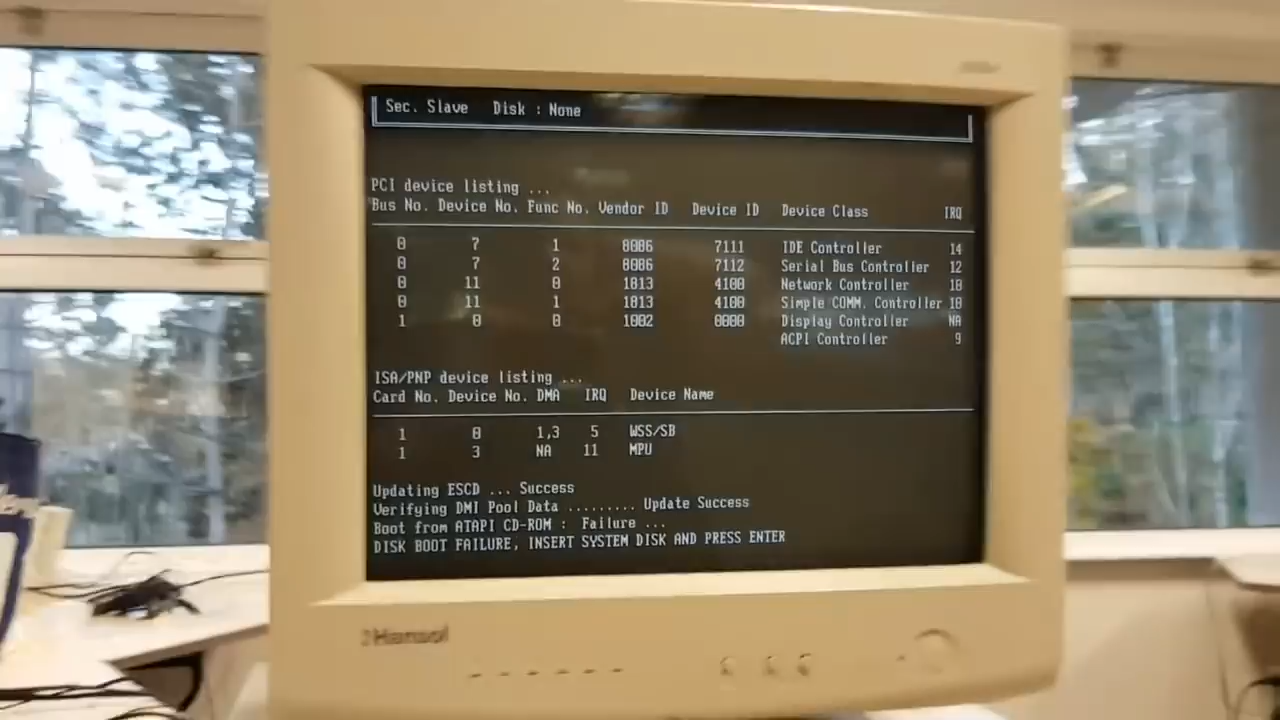 Sec. Slave Disk : None
PCI device listing ...
Bus No. Device No. Func No. Vendor ID Device ID Device Class IRQ
0 7 1 8086 7111 IDE Controller 14
0 7 2 8086 7112 Serial Bus Controller 12
0 11 0 1813 4100 Network Controller 10
0 11 1 1813 4100 Simple COMM. Controller 10
1 0 0 1002 0000 Display Controller NA
ACPI Controller 9
ISA/PNP device listing ...
Card No. Device No. DMA IRQ Device Name
1 0 1,3 5 WSS/SB
1 3 NA 11 MPU
Updating ESCD ... Success
Verifying DMI Pool Data ......... Update Success
Boot from ATAPI CD-ROM : Failure ...
DISK BOOT FAILURE, INSERT SYSTEM DISK AND PRESS ENTER
Hansol